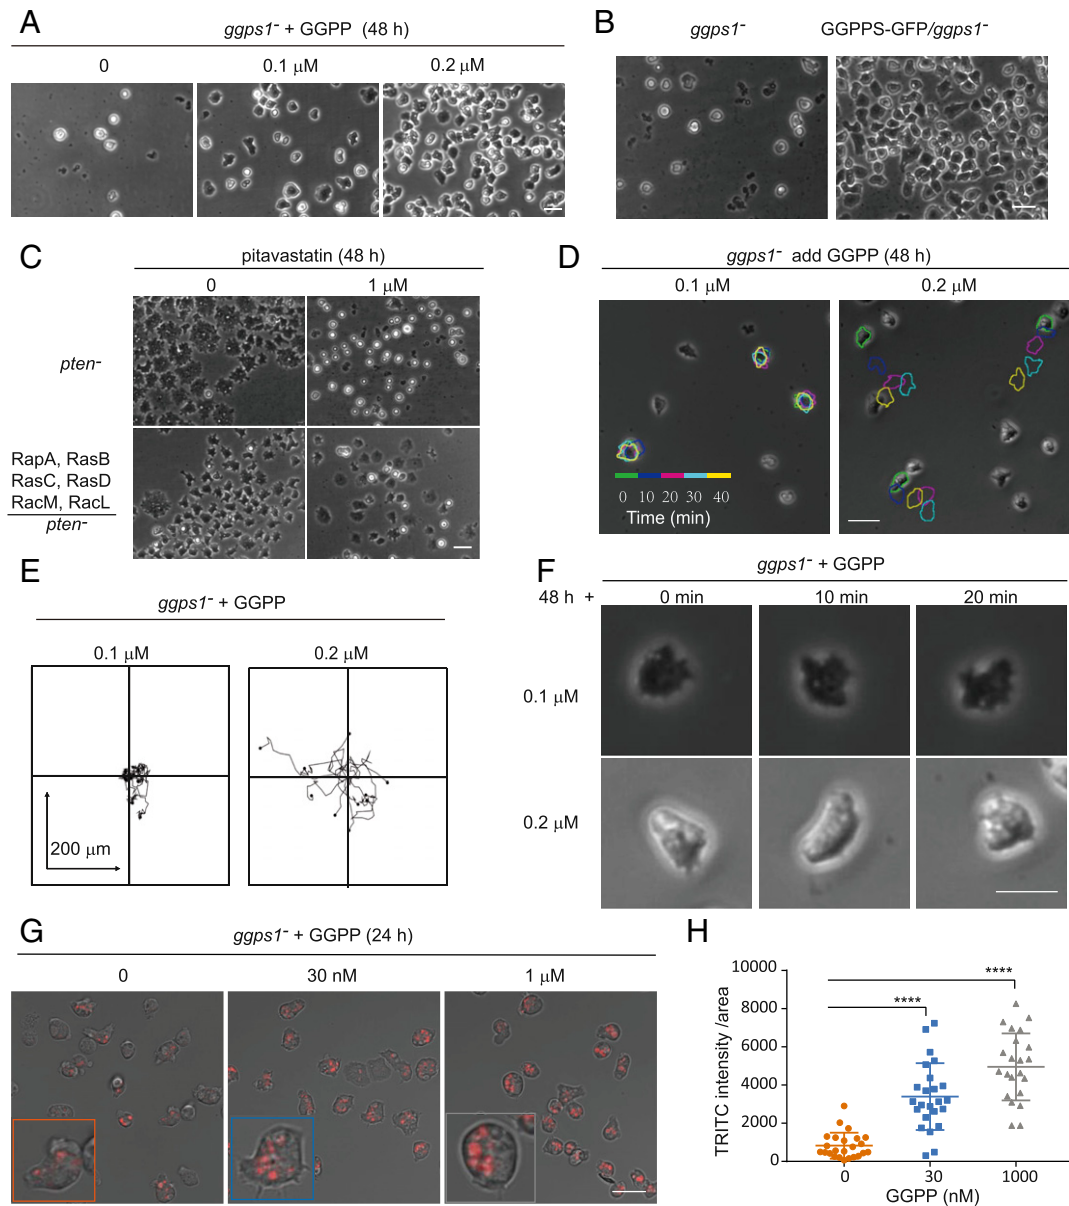 A
ggps1- + GGPP (48 h)
0
0.1 μM
0.2 μM
B
ggps1-
GGPPS-GFP/ggps1-
C
pitavastatin (48 h)
0
1 μM
pten-
RapA, RasB
RasC, RasD
RacM, RacL
pten-
D
ggps1- add GGPP (48 h)
0.1 μM
0.2 μM
0 10 20 30 40
Time (min)
E
ggps1- + GGPP
0.1 μM
0.2 μM
200 μm
F
ggps1- + GGPP
48 h +
0 min
10 min
20 min
0.1 μM
0.2 μM
G
ggps1- + GGPP (24 h)
0
30 nM
1 μM
H
TRITC intensity /area
10000
8000
6000
4000
2000
0
****
****
0
30
1000
GGPP (nM)